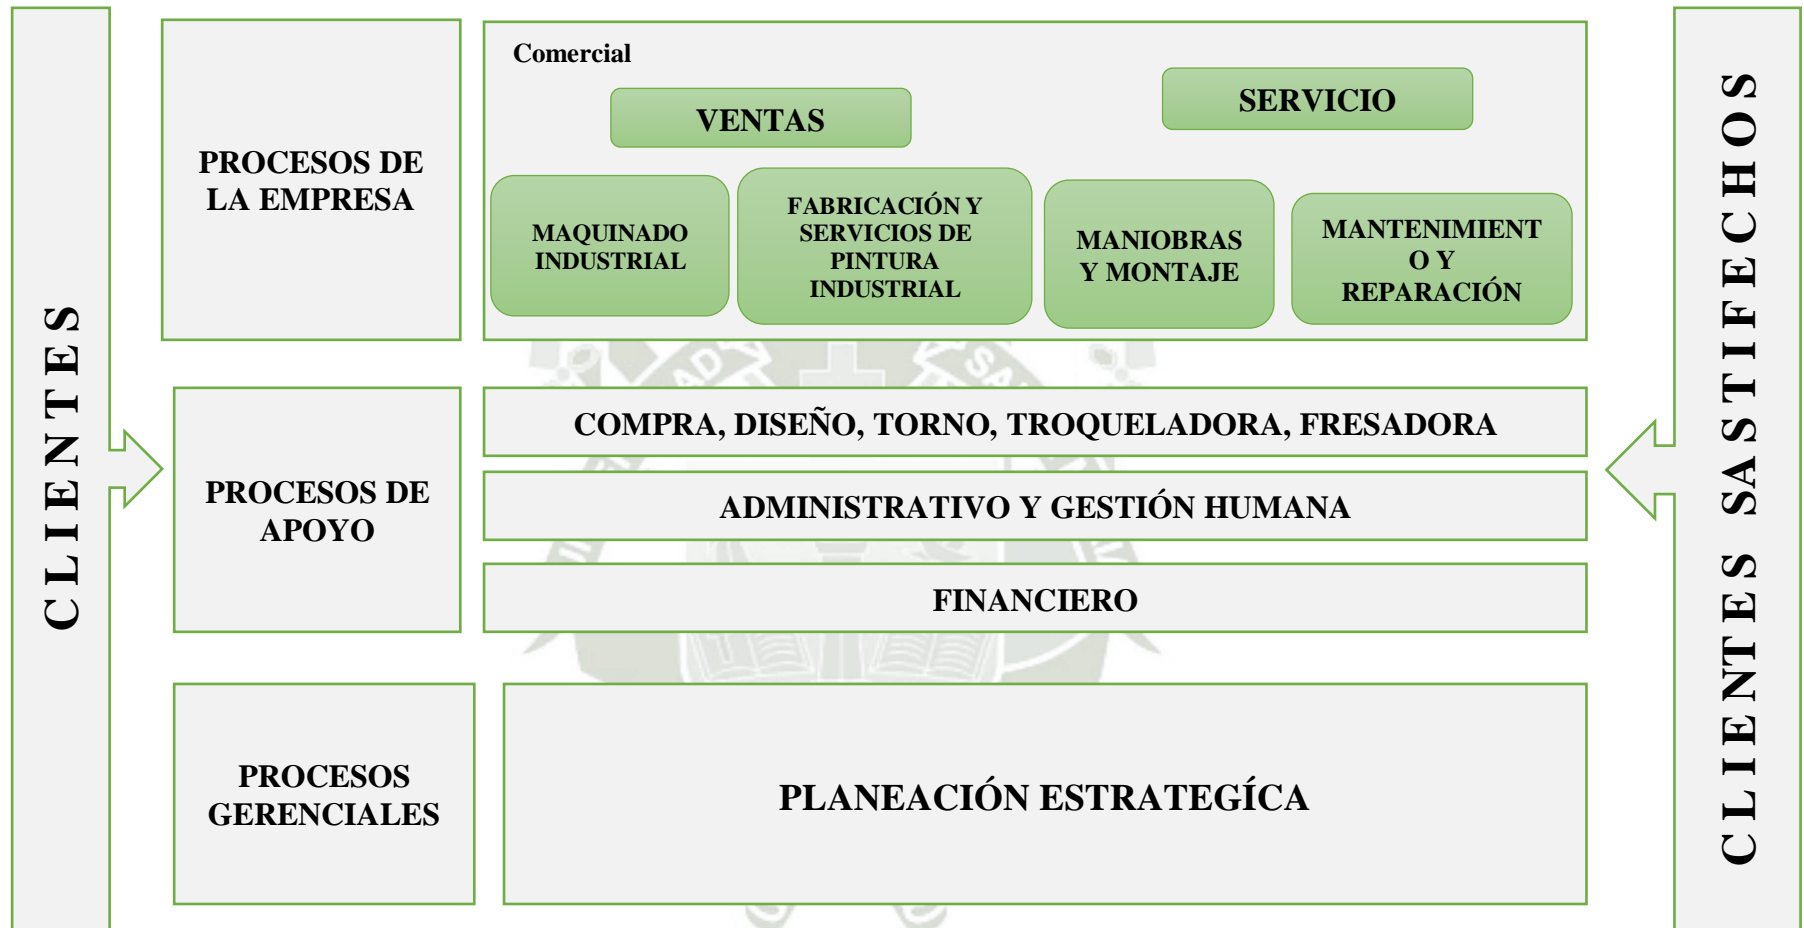 CLIENTES
PROCESOS DE
LA EMPRESA
Comercial
VENTAS
SERVICIO
MAQUINADO
INDUSTRIAL
FABRICACIÓN Y
SERVICIOS DE
PINTURA
INDUSTRIAL
MANIOBRAS
Y MONTAJE
MANTENIMIENT
O Y
REPARACIÓN
PROCESOS DE
APOYO
COMPRA, DISEÑO, TORNO, TROQUELADORA, FRESADORA
ADMINISTRATIVO Y GESTIÓN HUMANA
FINANCIERO
PROCESOS
GERENCIALES
PLANEACIÓN ESTRATEGÍCA
CLIENTES SASTIFECHOS